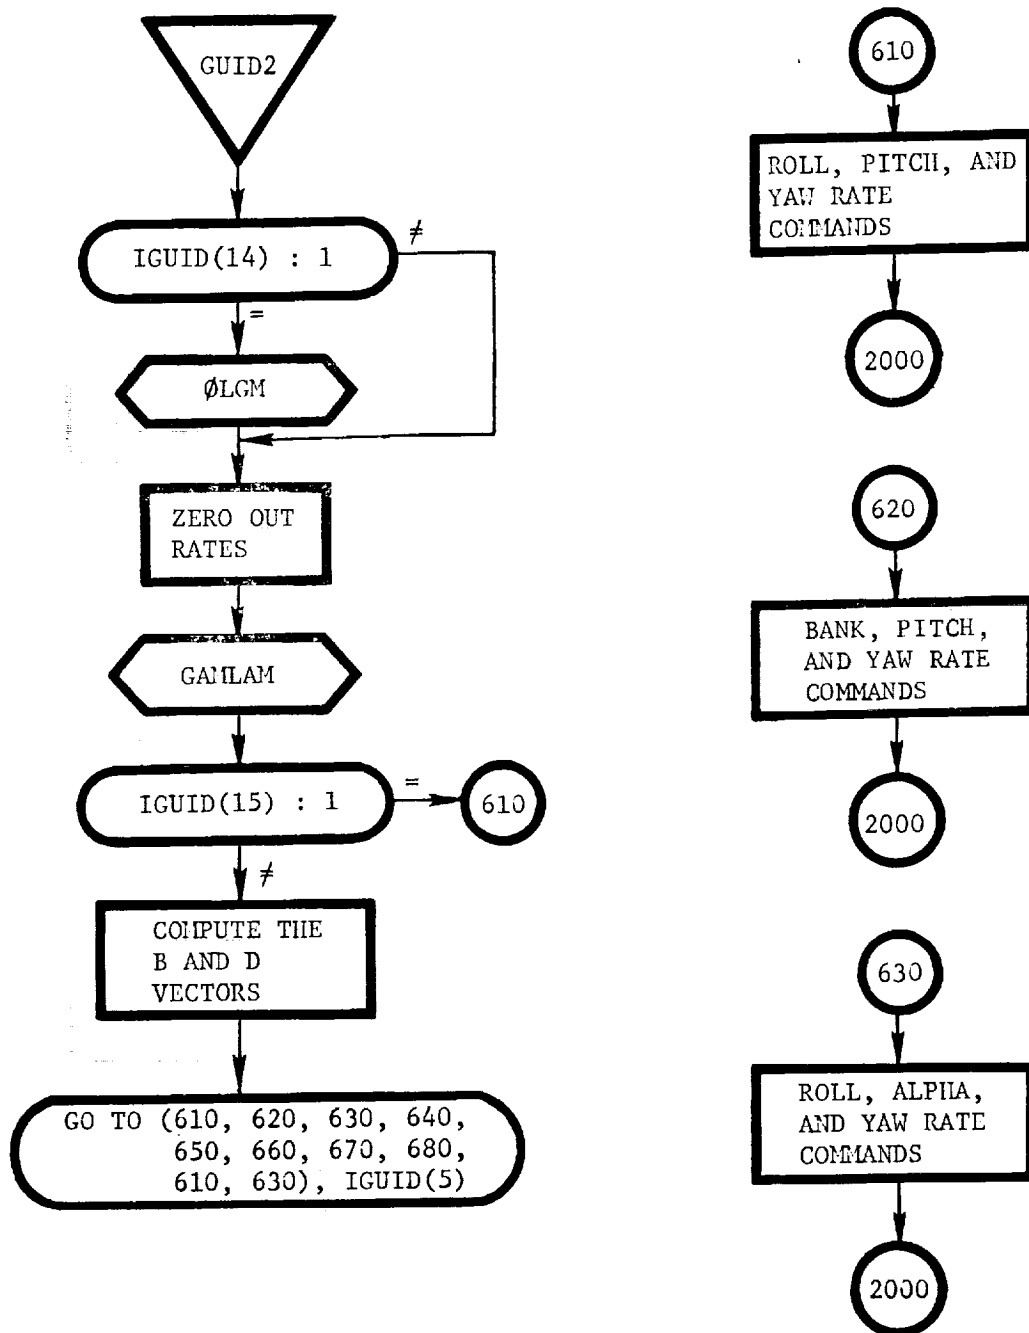 GUID2
IGUID(14) : 1
≠
=
ØLGM
ZERO OUT
RATES
GAMLAM
IGUID(15) : 1
=
610
≠
COMPUTE THE
B AND D
VECTORS
GO TO (610, 620, 630, 640,
650, 660, 670, 680,
610, 630), IGUID(5)
610
ROLL, PITCH, AND
YAW RATE
COMMANDS
2000
620
BANK, PITCH,
AND YAW RATE
COMMANDS
2000
630
ROLL, ALPHA,
AND YAW RATE
COMMANDS
2000